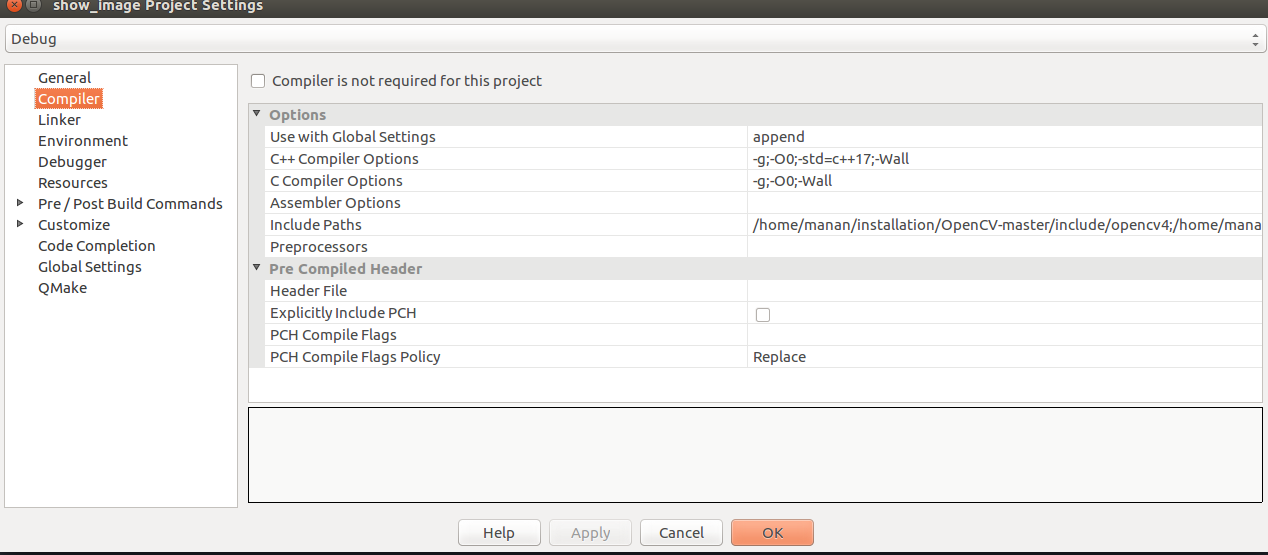 show_image Project Settings
Debug
General
Compiler
Linker
Environment
Debugger
Resources
Pre / Post Build Commands
Customize
Code Completion
Global Settings
QMake
Compiler is not required for this project
Options
Use with Global Settings append
C++ Compiler Options -g;-O0;-std=c++17;-Wall
C Compiler Options -g;-O0;-Wall
Assembler Options
Include Paths /home/manan/installation/OpenCV-master/include/opencv4;/home/mana
Preprocessors
Pre Compiled Header
Header File
Explicitly Include PCH
PCH Compile Flags
PCH Compile Flags Policy Replace
Help Apply Cancel OK